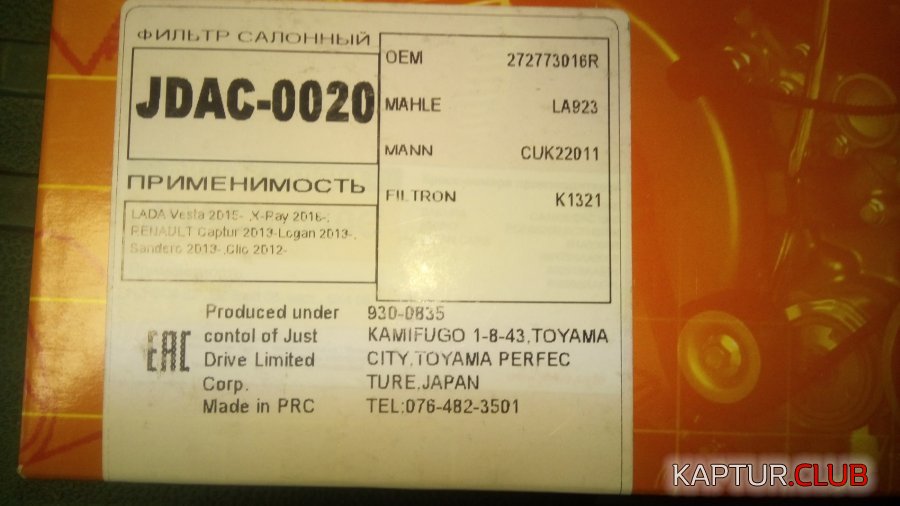 ФИЛЬТР САЛОННЫЙ
JDAC-0020
ПРИМЕНИМОСТЬ
LADA Vesta 2015- ,X-Ray 2016-,
RENAULT Captur 2013-Logan 2013-,
Sandero 2013-,Clio 2012-
OEM 272773016R
MAHLE LA923
MANN CUK22011
FILTRON K1321
EAC
Produced under 930-0835
contol of Just KAMIFUGO 1-8-43,TOYAMA
Drive Limited CITY,TOYAMA PERFEC
Corp. TURE,JAPAN
Made in PRC TEL:076-482-3501
KAPTUR.CLUB